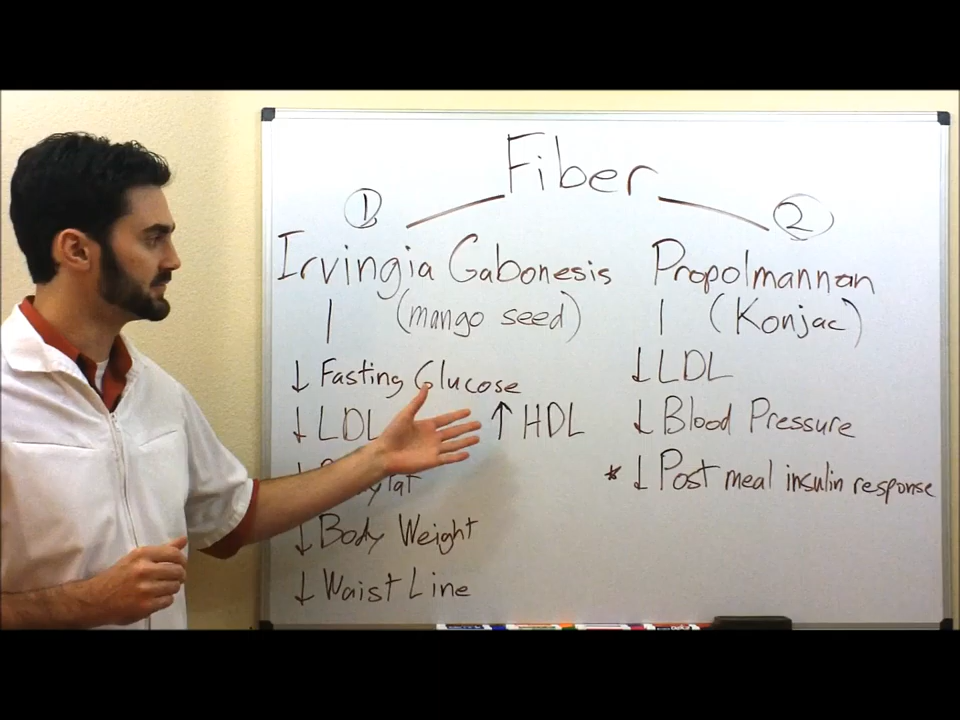 Fiber
① ②
Irvingia Gabonesis
(mango seed)
↓ Fasting Glucose
↓ LDL ↑ HDL
↓ fat
↓ Body Weight
↓ Waist Line
Propolmannan
(Konjac)
↓ LDL
↓ Blood Pressure
* ↓ Post meal insulin response